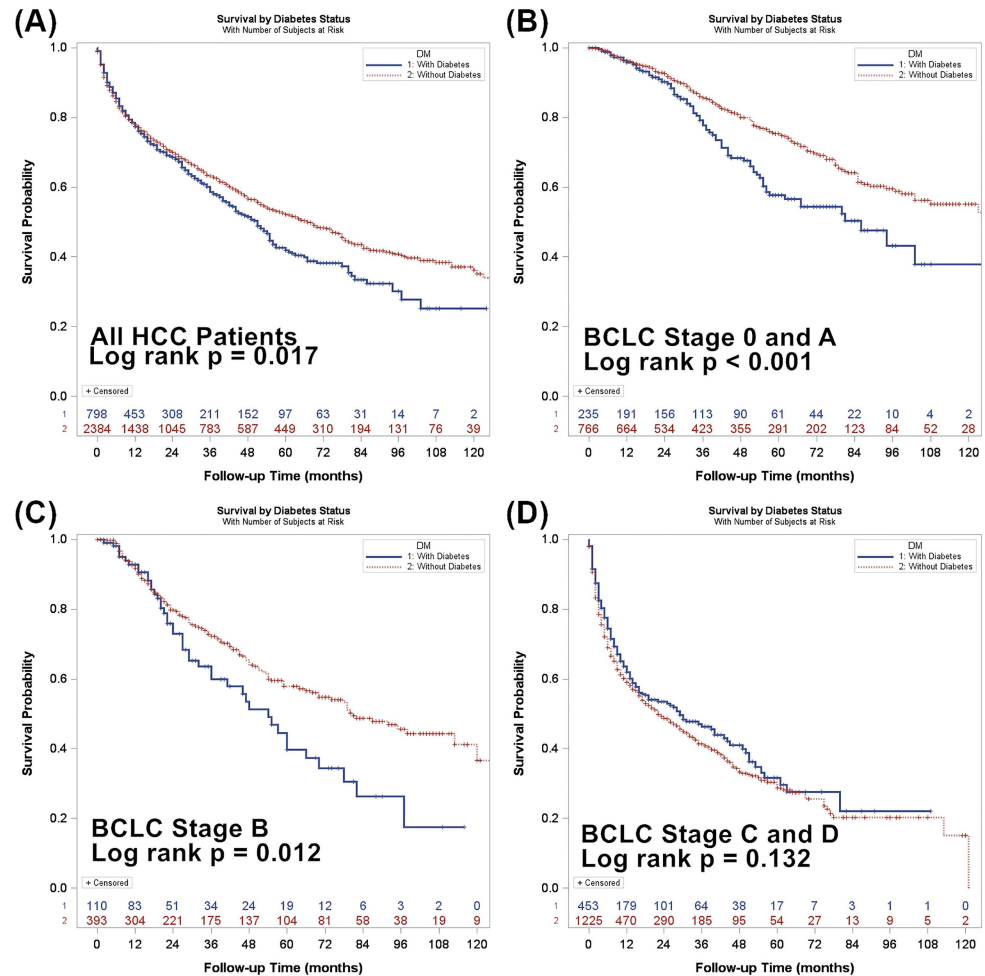 (A)
Survival by Diabetes Status
With Number of Subjects at Risk
1.0
0.8
0.6
0.4
0.2
0.0
Survival Probability
DM
1: With Diabetes
2: Without Diabetes
All HCC Patients
Log rank p = 0.017
+ Censored
1 798 453 308 211 152 97 63 31 14 7 2
2 2384 1438 1045 783 587 449 310 194 131 76 39
0 12 24 36 48 60 72 84 96 108 120
Follow-up Time (months)
(B)
Survival by Diabetes Status
With Number of Subjects at Risk
1.0
0.8
0.6
0.4
0.2
0.0
Survival Probability
DM
1: With Diabetes
2: Without Diabetes
BCLC Stage 0 and A
Log rank p < 0.001
+ Censored
1 235 191 156 113 90 61 44 22 10 4 2
2 766 664 534 423 355 291 202 123 84 52 28
0 12 24 36 48 60 72 84 96 108 120
Follow-up Time (months)
(C)
Survival by Diabetes Status
With Number of Subjects at Risk
1.0
0.8
0.6
0.4
0.2
0.0
Survival Probability
DM
1: With Diabetes
2: Without Diabetes
BCLC Stage B
Log rank p = 0.012
+ Censored
1 110 83 51 34 24 19 12 6 3 2 0
2 393 304 221 175 137 104 81 58 38 19 9
0 12 24 36 48 60 72 84 96 108 120
Follow-up Time (months)
(D)
Survival by Diabetes Status
With Number of Subjects at Risk
1.0
0.8
0.6
0.4
0.2
0.0
Survival Probability
DM
1: With Diabetes
2: Without Diabetes
BCLC Stage C and D
Log rank p = 0.132
+ Censored
1 453 179 101 64 38 17 7 3 1 1 0
2 1225 470 290 185 95 54 27 13 9 5 2
0 12 24 36 48 60 72 84 96 108 120
Follow-up Time (months)